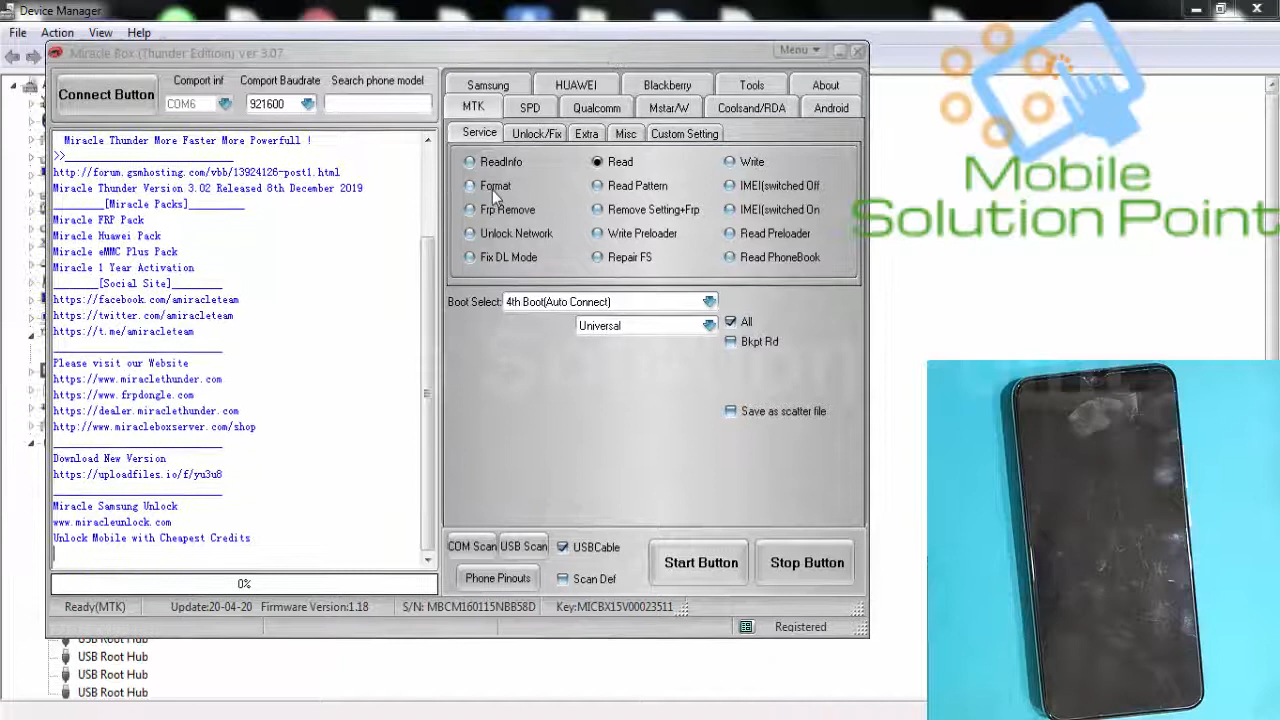 Device Manager
File Action View Help
Miracle Box (Thunder Editioin) ver 3.07
Menu
Connect Button
Comport inf
Comport Baudrate
Search phone model
COM6
921600
Miracle Thunder More Faster More Powerfull !
>>
http://forum.gsmhosting.com/vbb/13924126-post1.html
Miracle Thunder Version 3.02 Released 8th December 2019
[Miracle Packs]
Miracle FRP Pack
Miracle Huawei Pack
Miracle eMMC Plus Pack
Miracle 1 Year Activation
[Social Site]
https://facebook.com/amiracleteam
https://twitter.com/amiracleteam
https://t.me/amiracleteam
Please visit our Website
https://www.miraclethunder.com
https://www.frpdongle.com
https://dealer.miraclethunder.com
http://www.miracleboxserver.com/shop
Download New Version
https://uploadfiles.io/f/yu3u8
Miracle Samsung Unlock
www.miracleunlock.com
Unlock Mobile with Cheapest Credits
0%
Samsung HUAWEI Blackberry Tools About
MTK SPD Qualcomm Mstar/W Coolsand/RDA Android
Service Unlock/Fix Extra Misc Custom Setting
ReadInfo Read Write
Format Read Pattern IMEI(switched Off
Frp Remove Remove Setting+Frp IMEI(switched On
Unlock Network Write Preloader Read Preloader
Fix DL Mode Repair FS Read PhoneBook
Boot Select: 4th Boot(Auto Connect)
Universal
All
Bkpt Rd
Save as scatter file
COM Scan USB Scan USBCable
Phone Pinouts Scan Def
Start Button Stop Button
Ready(MTK) Update:20-04-20 Firmware Version:1.18 S/N: MBCM160115NBB58D Key:MICBX15V00023511
Registered
USB Root Hub
USB Root Hub
USB Root Hub
USB Root Hub
Mobile
Solution Point